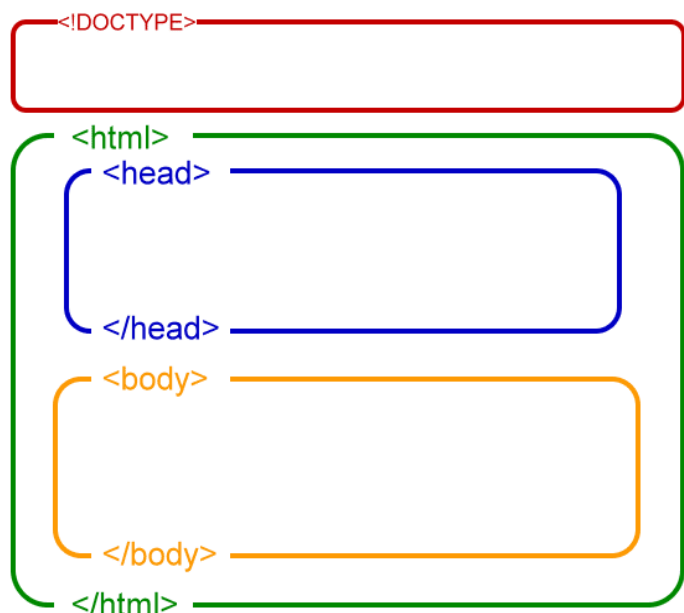 <!DOCTYPE>
<html>
<head>
</head>
<body>
</body>
</html>